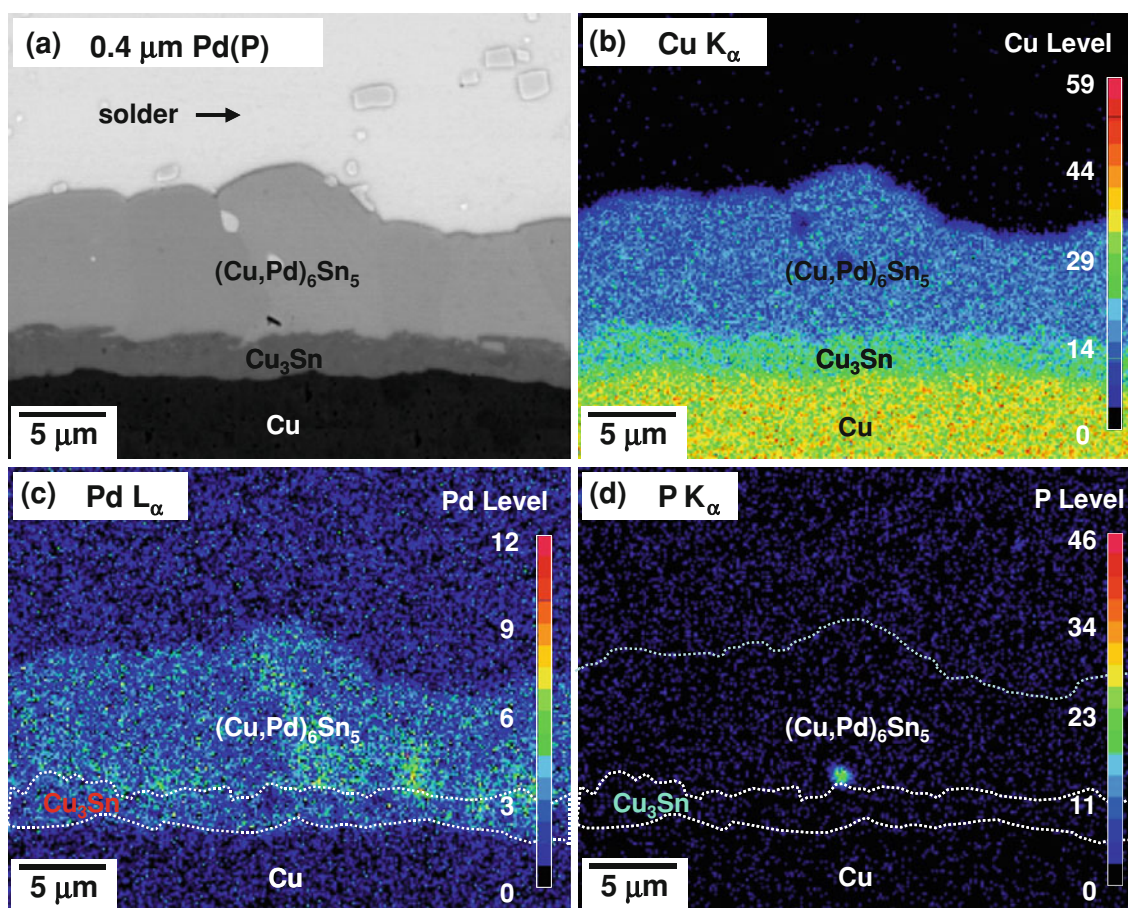 (a) 0.4 μm Pd(P)
solder →
(Cu,Pd)₆Sn₅
Cu₃Sn
Cu
5 μm
(b) Cu Kα
Cu Level
59
44
29
14
0
(Cu,Pd)₆Sn₅
Cu₃Sn
Cu
5 μm
(c) Pd Lα
Pd Level
12
9
6
3
0
(Cu,Pd)₆Sn₅
Cu₃Sn
Cu
5 μm
(d) P Kα
P Level
46
34
23
11
0
(Cu,Pd)₆Sn₅
Cu₃Sn
Cu
5 μm